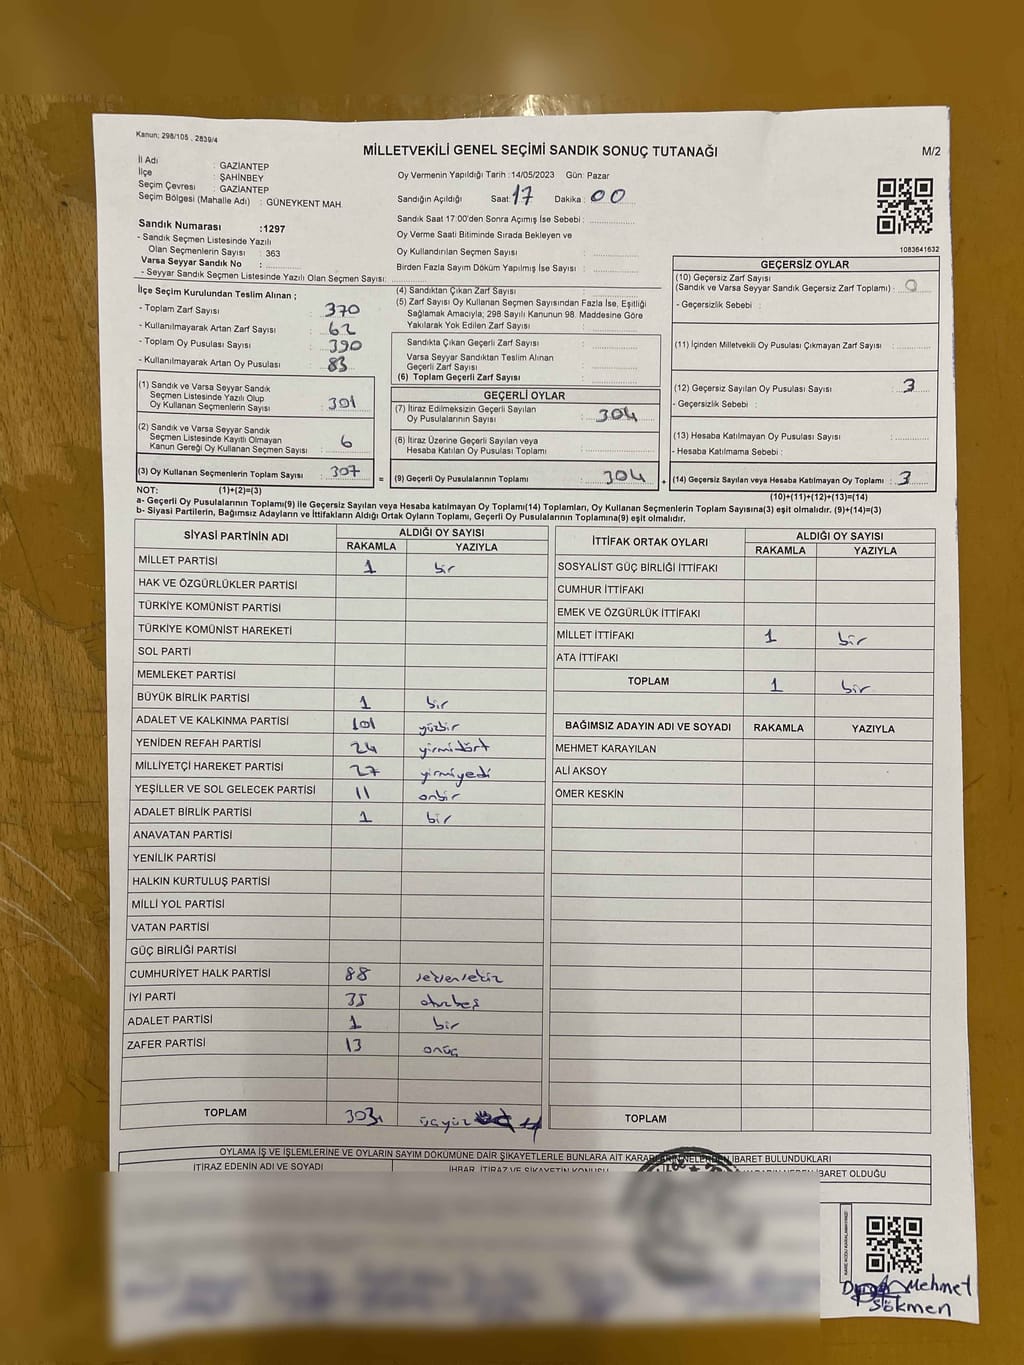 Kanun; 298/105 , 2839/4
MİLLETVEKİLİ GENEL SEÇİMİ SANDIK SONUÇ TUTANAĞI
M/2
İl Adı : GAZİANTEP
İlçe : ŞAHİNBEY
Seçim Çevresi : GAZİANTEP
Seçim Bölgesi (Mahalle Adı) : GÜNEYKENT MAH.
Oy Vermenin Yapıldığı Tarih :14/05/2023 Gün: Pazar
Sandığın Açıldığı Saat: 17 Dakika: 00
Sandık Saat 17:00'den Sonra Açımış İse Sebebi :
Oy Verme Saati Bitiminde Sırada Bekleyen ve
Oy Kullandırılan Seçmen Sayısı
Birden Fazla Sayım Döküm Yapılmış İse Sayısı :
1083641632
Sandık Numarası :1297
- Sandık Seçmen Listesinde Yazılı
Olan Seçmenlerin Sayısı : 363
Varsa Seyyar Sandık No :
- Seyyar Sandık Seçmen Listesinde Yazılı Olan Seçmen Sayısı:
İlçe Seçim Kurulundan Teslim Alınan ;
- Toplam Zarf Sayısı : 370
- Kullanılmayarak Artan Zarf Sayısı : 62
- Toplam Oy Pusulası Sayısı : 390
- Kullanılmayarak Artan Oy Pusulası : 83
(1) Sandık ve Varsa Seyyar Sandık
Seçmen Listesinde Yazılı Olup
Oy Kullanan Seçmenlerin Sayısı : 301
(2) Sandık ve Varsa Seyyar Sandık
Seçmen Listesinde Kayıtlı Olmayan
Kanun Gereği Oy Kullanan Seçmen Sayısı : 6
(3) Oy Kullanan Seçmenlerin Toplam Sayısı : 307
(4) Sandıktan Çıkan Zarf Sayısı :
(5) Zarf Sayısı Oy Kullanan Seçmen Sayısından Fazla İse, Eşitliği
Sağlamak Amacıyla; 298 Sayılı Kanunun 98. Maddesine Göre
Yakılarak Yok Edilen Zarf Sayısı :
Sandıkta Çıkan Geçerli Zarf Sayısı :
Varsa Seyyar Sandıktan Teslim Alınan
Geçerli Zarf Sayısı :
(6) Toplam Geçerli Zarf Sayısı :
GEÇERLİ OYLAR
(7) İtiraz Edilmeksizin Geçerli Sayılan
Oy Pusulalarının Sayısı : 304
(8) İtiraz Üzerine Geçerli Sayılan veya
Hesaba Katılan Oy Pusulası Toplamı :
= (9) Geçerli Oy Pusulalarının Toplamı : 304 +
GEÇERSİZ OYLAR
(10) Geçersiz Zarf Sayısı
(Sandık ve Varsa Seyyar Sandık Geçersiz Zarf Toplamı) : 0
- Geçersizlik Sebebi :
(11) İçinden Milletvekili Oy Pusulası Çıkmayan Zarf Sayısı :
(12) Geçersiz Sayılan Oy Pusulası Sayısı : 3
- Geçersizlik Sebebi :
(13) Hesaba Katılmayan Oy Pusulası Sayısı :
- Hesaba Katılmama Sebebi :
(14) Geçersiz Sayılan veya Hesaba Katılmayan Oy Toplamı : 3
NOT: (1)+(2)=(3)
(10)+(11)+(12)+(13)=(14)
a- Geçerli Oy Pusulalarının Toplamı(9) ile Geçersiz Sayılan veya Hesaba katılmayan Oy Toplamı(14) Toplamları, Oy Kullanan Seçmenlerin Toplam Sayısına(3) eşit olmalıdır. (9)+(14)=(3)
b- Siyasi Partilerin, Bağımsız Adayların ve İttifakların Aldığı Oyların Toplamı, Geçerli Oy Pusulalarının Toplamına(9) eşit olmalıdır.
SİYASİ PARTİNİN ADI
ALDIĞI OY SAYISI
RAKAMLA YAZIYLA
MİLLET PARTİSİ 1 bir
HAK VE ÖZGÜRLÜKLER PARTİSİ
TÜRKİYE KOMÜNİST PARTİSİ
TÜRKİYE KOMÜNİST HAREKETİ
SOL PARTİ
MEMLEKET PARTİSİ
BÜYÜK BİRLİK PARTİSİ 1 bir
ADALET VE KALKINMA PARTİSİ 101 yüzbir
YENİDEN REFAH PARTİSİ 24 yirmidört
MİLLİYETÇİ HAREKET PARTİSİ 27 yirmiyedi
YEŞİLLER VE SOL GELECEK PARTİSİ 11 onbir
ADALET BİRLİK PARTİSİ 1 bir
ANAVATAN PARTİSİ
YENİLİK PARTİSİ
HALKIN KURTULUŞ PARTİSİ
MİLLİ YOL PARTİSİ
VATAN PARTİSİ
GÜÇ BİRLİĞİ PARTİSİ
CUMHURİYET HALK PARTİSİ 88 seksensekiz
İYİ PARTİ 35 otuzbeş
ADALET PARTİSİ 1 bir
ZAFER PARTİSİ 13 onüç
TOPLAM 303 üçyüz
İTTİFAK ORTAK OYLARI
ALDIĞI OY SAYISI
RAKAMLA YAZIYLA
SOSYALİST GÜÇ BİRLİĞİ İTTİFAKI
CUMHUR İTTİFAKI
EMEK VE ÖZGÜRLÜK İTTİFAKI
MİLLET İTTİFAKI 1 bir
ATA İTTİFAKI
TOPLAM 1 bir
BAĞIMSIZ ADAYIN ADI VE SOYADI RAKAMLA YAZIYLA
MEHMET KARAYILAN
ALİ AKSOY
ÖMER KESKİN
TOPLAM
OYLAMA İŞ VE İŞLEMLERİNE VE OYLARIN SAYIM DÖKÜMÜNE DAİR ŞİKAYETLERLE BUNLARA AİT KARARLARIN NELERDEN İBARET BULUNDUKLARI
İTİRAZ EDENİN ADI VE SOYADI
İHBAR, İTİRAZ VE ŞİKAYETİN KONUSU
KARARIN NEDEN İBARET OLDUĞU
Mehmet
Sökmen